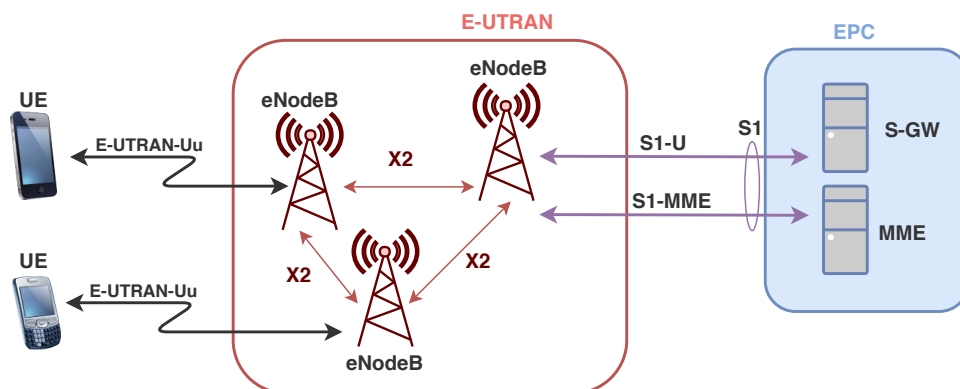 E-UTRAN
EPC
UE
eNodeB
eNodeB
E-UTRAN-Uu
X2
S1-U
S1
S-GW
S1-MME
MME
UE
X2
X2
E-UTRAN-Uu
eNodeB